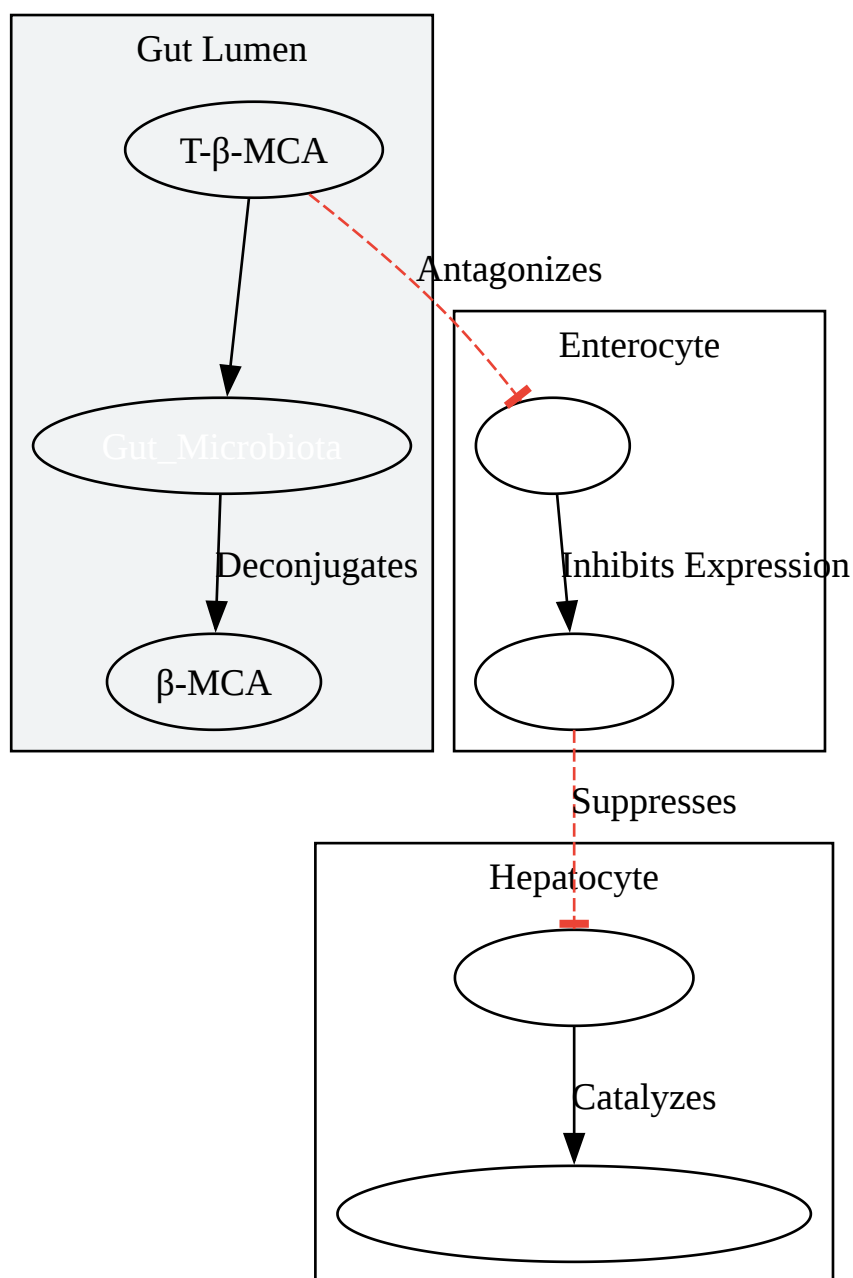 Gut Lumen
T-β-MCA
Antagonizes
Enterocyte
Gut_Microbiota
Deconjugates
Inhibits Expression
β-MCA
Suppresses
Hepatocyte
Catalyzes